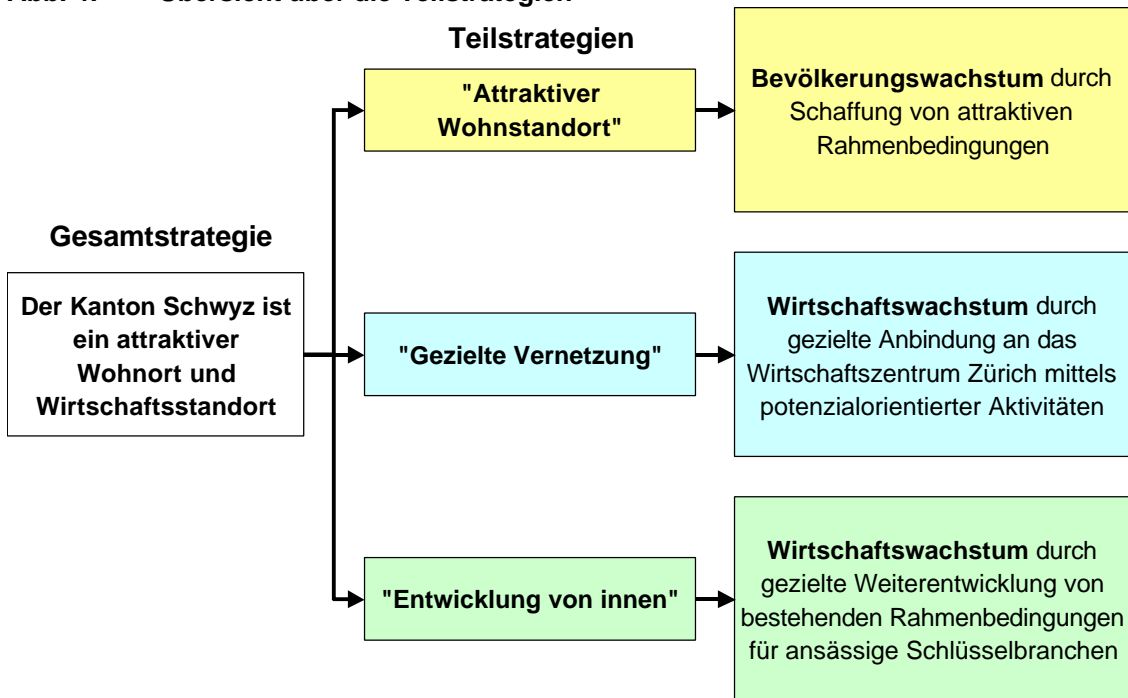 Teilstrategien
"Attraktiver
Wohnstandort"
Bevölkerungswachstum durch
Schaffung von attraktiven
Rahmenbedingungen
Gesamtstrategie
Der Kanton Schwyz ist
ein attraktiver
Wohnort und
Wirtschaftsstandort
"Gezielte Vernetzung"
Wirtschaftswachstum durch
gezielte Anbindung an das
Wirtschaftszentrum Zürich mittels
potenzialorientierter Aktivitäten
"Entwicklung von innen"
Wirtschaftswachstum durch
gezielte Weiterentwicklung von
bestehenden Rahmenbedingungen
für ansässige Schlüsselbranchen